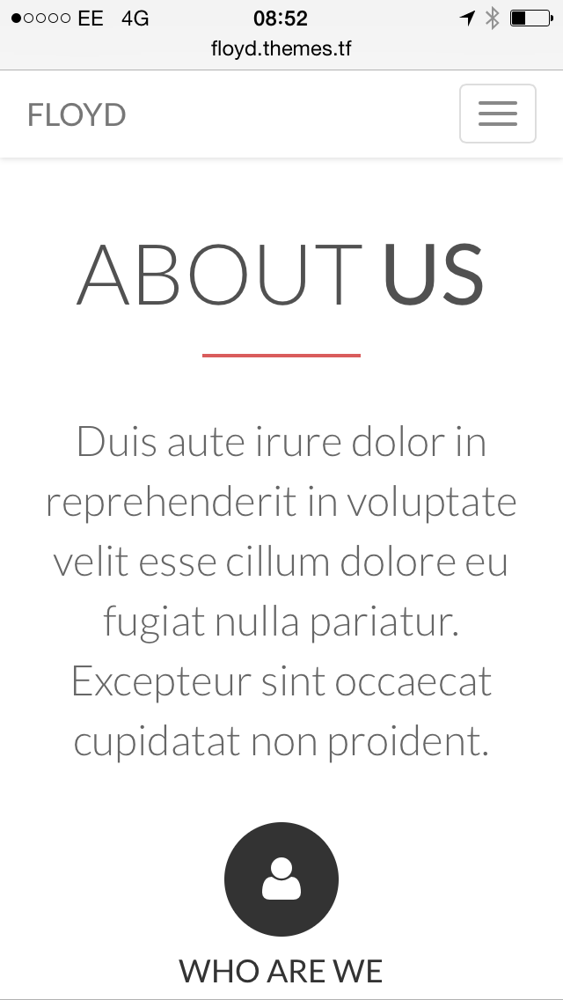 EE 4G 08:52
floyd.themes.tf
FLOYD
ABOUT US
Duis aute irure dolor in
reprehenderit in voluptate
velit esse cillum dolore eu
fugiat nulla pariatur.
Excepteur sint occaecat
cupidatat non proident.
WHO ARE WE